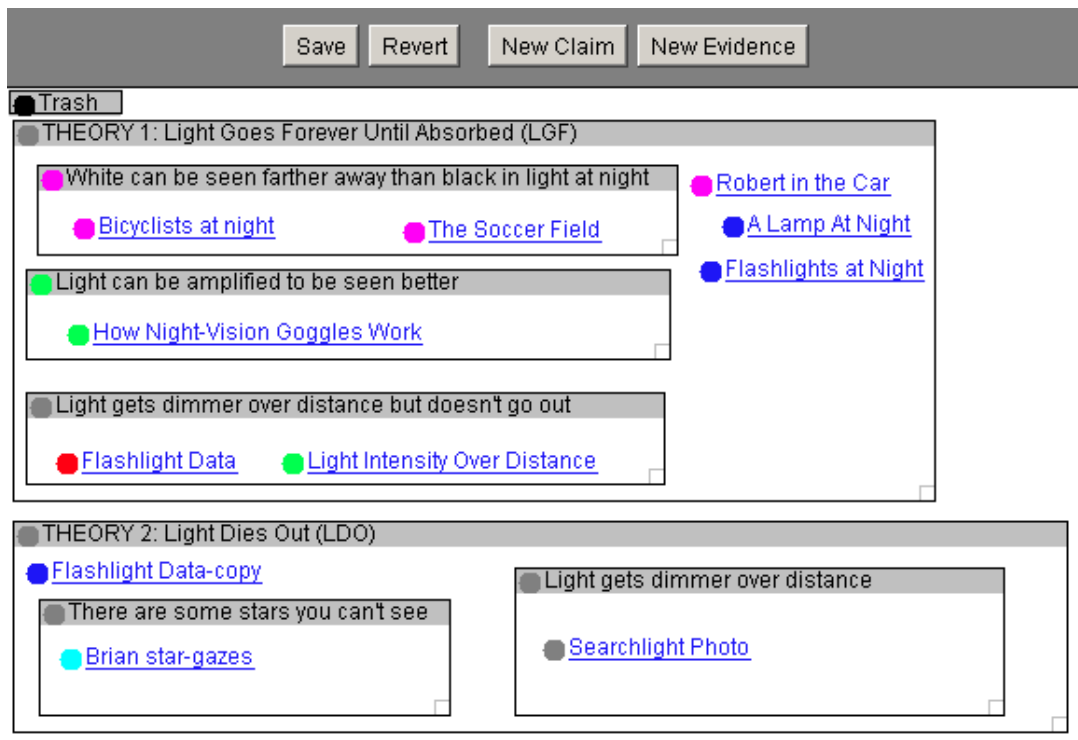 Save Revert New Claim New Evidence
Trash
THEORY 1: Light Goes Forever Until Absorbed (LGF)
White can be seen farther away than black in light at night
Bicyclists at night
The Soccer Field
Robert in the Car
A Lamp At Night
Flashlights at Night
Light can be amplified to be seen better
How Night-Vision Goggles Work
Light gets dimmer over distance but doesn't go out
Flashlight Data
Light Intensity Over Distance
THEORY 2: Light Dies Out (LDO)
Flashlight Data-copy
There are some stars you can't see
Brian star-gazes
Light gets dimmer over distance
Searchlight Photo